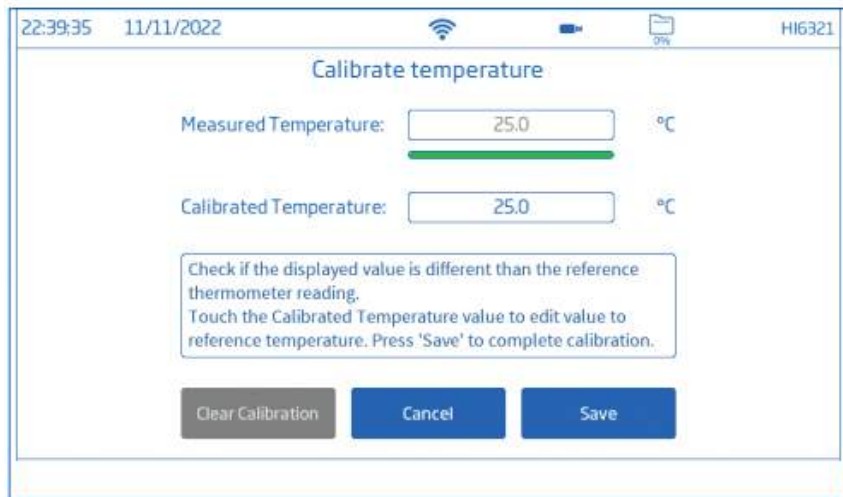 22:39:35 11/11/2022 0% HI6321
Calibrate temperature
Measured Temperature: 25.0 °C
Calibrated Temperature: 25.0 °C
Check if the displayed value is different than the reference
thermometer reading.
Touch the Calibrated Temperature value to edit value to
reference temperature. Press 'Save' to complete calibration.
Clear Calibration Cancel Save